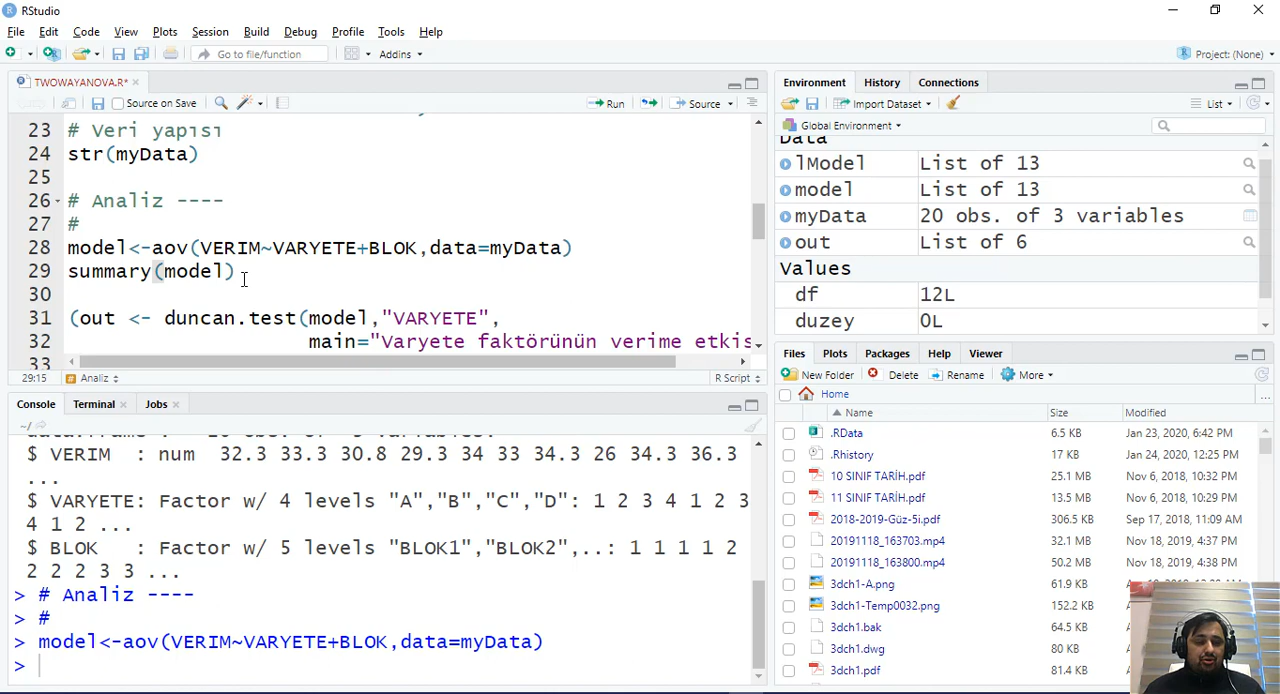 RStudio
File Edit Code View Plots Session Build Debug Profile Tools Help
Go to file/function Addins Project: (None)
TWOWAYANOVA.R*
Source on Save Run Source
23 # Veri yapısı
24 str(myData)
25
26 # Analiz ----
27 #
28 model<-aov(VERIM~VARYETE+BLOK,data=myData)
29 summary(model)
30
31 (out <- duncan.test(model,"VARYETE",
32 main="Varyete faktörünün verime etkis
33
29:15 # Analiz R Script
Console Terminal Jobs
~/
$ VERIM : num 32.3 33.3 30.8 29.3 34 33 34.3 26 34.3 36.3
...
$ VARYETE: Factor w/ 4 levels "A","B","C","D": 1 2 3 4 1 2 3
4 1 2 ...
$ BLOK : Factor w/ 5 levels "BLOK1","BLOK2",..: 1 1 1 1 2
2 2 2 3 3 ...
> # Analiz ----
> #
> model<-aov(VERIM~VARYETE+BLOK,data=myData)
>
Environment History Connections
Import Dataset List
Global Environment
Data
lModel List of 13
model List of 13
myData 20 obs. of 3 variables
out List of 6
Values
df 12L
duzey 0L
Files Plots Packages Help Viewer
New Folder Delete Rename More
Home ...
Name Size Modified
.RData 6.5 KB Jan 23, 2020, 6:42 PM
.Rhistory 17 KB Jan 24, 2020, 12:25 PM
10 SINIF TARİH.pdf 25.1 MB Nov 6, 2018, 10:32 PM
11 SINIF TARİH.pdf 13.5 MB Nov 6, 2018, 10:29 PM
2018-2019-Güz-5i.pdf 306.5 KB Sep 17, 2018, 11:09 AM
20191118_163703.mp4 32.1 MB Nov 18, 2019, 4:37 PM
20191118_163800.mp4 50.2 MB Nov 18, 2019, 4:38 PM
3dch1-A.png 61.9 KB
3dch1-Temp0032.png 152.2 KB
3dch1.bak 64.5 KB
3dch1.dwg 80 KB
3dch1.pdf 81.4 KB